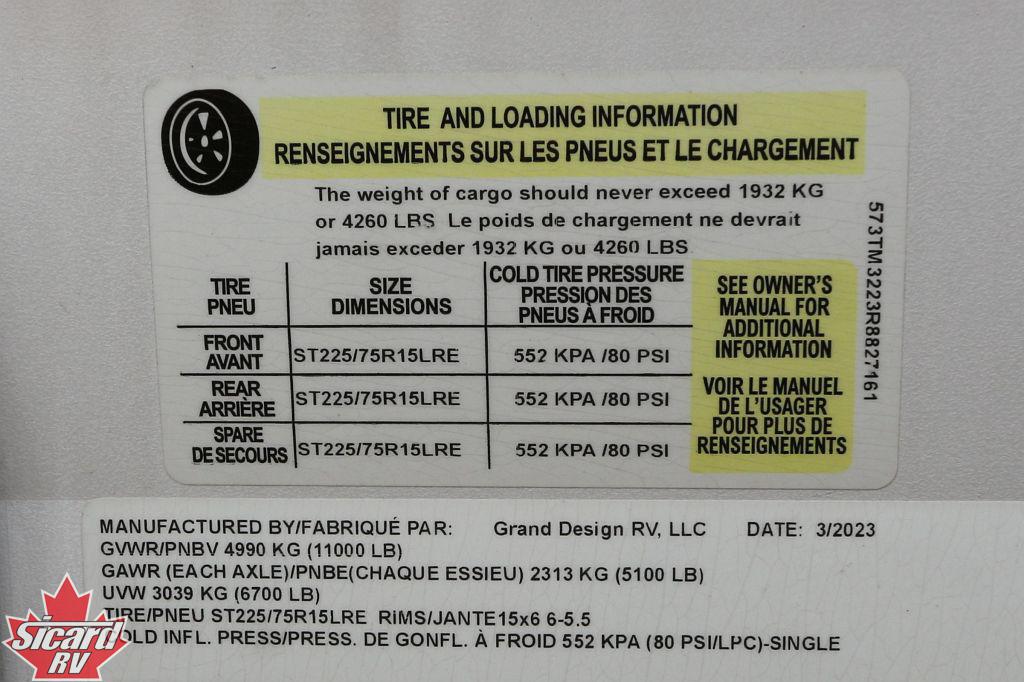 TIRE AND LOADING INFORMATION
RENSEIGNEMENTS SUR LES PNEUS ET LE CHARGEMENT
The weight of cargo should never exceed 1932 KG
or 4260 LBS Le poids de chargement ne devrait
jamais exceder 1932 KG ou 4260 LBS
TIRE
PNEU
SIZE
DIMENSIONS
COLD TIRE PRESSURE
PRESSION DES
PNEUS À FROID
FRONT
AVANT
ST225/75R15LRE
552 KPA /80 PSI
REAR
ARRIÈRE
ST225/75R15LRE
552 KPA /80 PSI
SPARE
DE SECOURS
ST225/75R15LRE
552 KPA /80 PSI
SEE OWNER'S
MANUAL FOR
ADDITIONAL
INFORMATION
VOIR LE MANUEL
DE L'USAGER
POUR PLUS DE
RENSEIGNEMENTS
573TM3223R8827161
MANUFACTURED BY/FABRIQUÉ PAR: Grand Design RV, LLC DATE: 3/2023
GVWR/PNBV 4990 KG (11000 LB)
GAWR (EACH AXLE)/PNBE(CHAQUE ESSIEU) 2313 KG (5100 LB)
UVW 3039 KG (6700 LB)
TIRE/PNEU ST225/75R15LRE RiMS/JANTE15x6 6-5.5
OLD INFL. PRESS/PRESS. DE GONFL. À FROID 552 KPA (80 PSI/LPC)-SINGLE
Sicard
RV